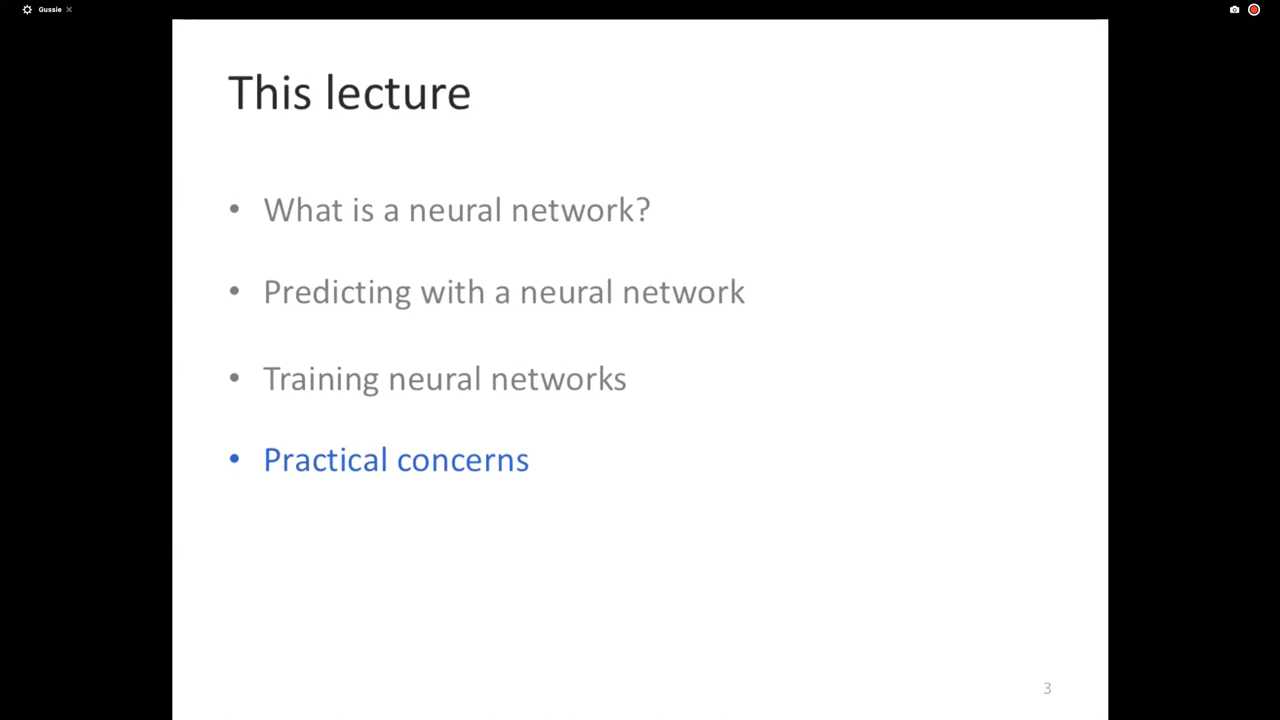 Gussie
This lecture
• What is a neural network?
• Predicting with a neural network
• Training neural networks
• Practical concerns
3